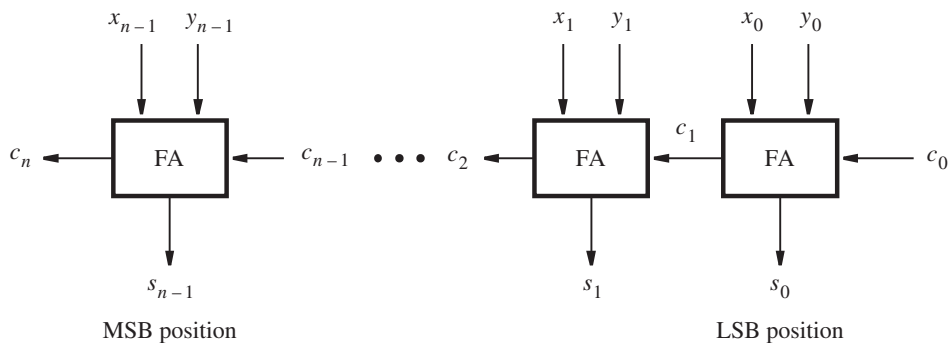 x_{n-1} y_{n-1} x_1 y_1 x_0 y_0
c_n FA c_{n-1} • • • c_2 FA c_1 FA c_0
s_{n-1} s_1 s_0
MSB position LSB position